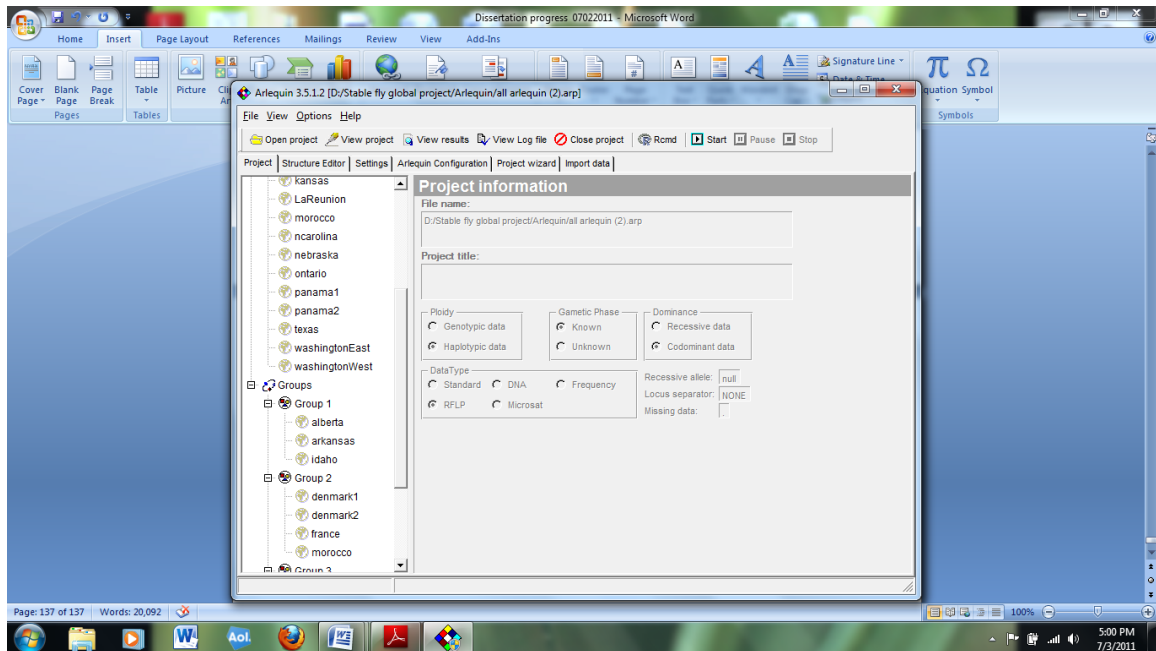 Dissertation progress 07022011 - Microsoft Word
Home Insert Page Layout References Mailings Review View Add-Ins
Cover Page Blank Page Page Break Table Picture
Signature Line
Equation Symbol
Pages Tables Symbols
Arlequin 3.5.1.2 [D:/Stable fly global project/Arlequin/all arlequin (2).arp]
File View Options Help
Open project View project View results View Log file Close project Rcmd Start Pause Stop
Project Structure Editor Settings Arlequin Configuration Project wizard Import data
kansas
LaReunion
morocco
ncarolina
nebraska
ontario
panama1
panama2
texas
washingtonEast
washingtonWest
Groups
Group 1
alberta
arkansas
idaho
Group 2
denmark1
denmark2
france
morocco
Group 3
Project information
File name:
D:/Stable fly global project/Arlequin/all arlequin (2).arp
Project title:
Ploidy
Genotypic data
Haplotypic data
Gametic Phase
Known
Unknown
Dominance
Recessive data
Codominant data
DataType
Standard DNA Frequency
RFLP Microsat
Recessive allele: null
Locus separator: NONE
Missing data: .
Page: 137 of 137 Words: 20,092
100%
Aol.
5:00 PM
7/3/2011